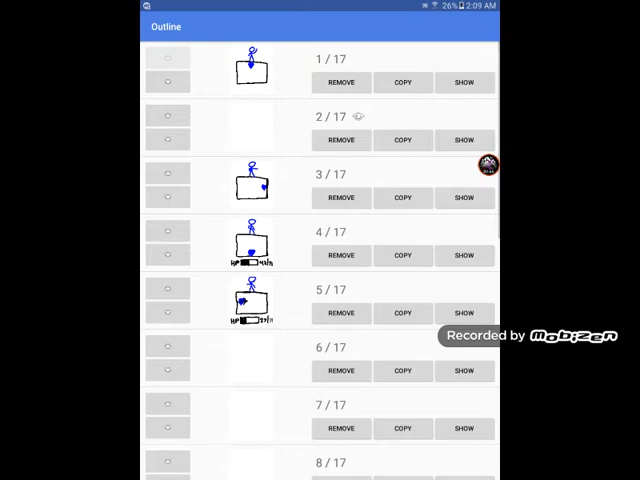 26% 2:09 AM
Outline
1 / 17
REMOVE COPY SHOW
2 / 17
REMOVE COPY SHOW
3 / 17
REMOVE COPY SHOW
4 / 17
REMOVE COPY SHOW
HP
5 / 17
REMOVE COPY SHOW
HP
Recorded by mobizen
6 / 17
REMOVE COPY SHOW
7 / 17
REMOVE COPY SHOW
8 / 17